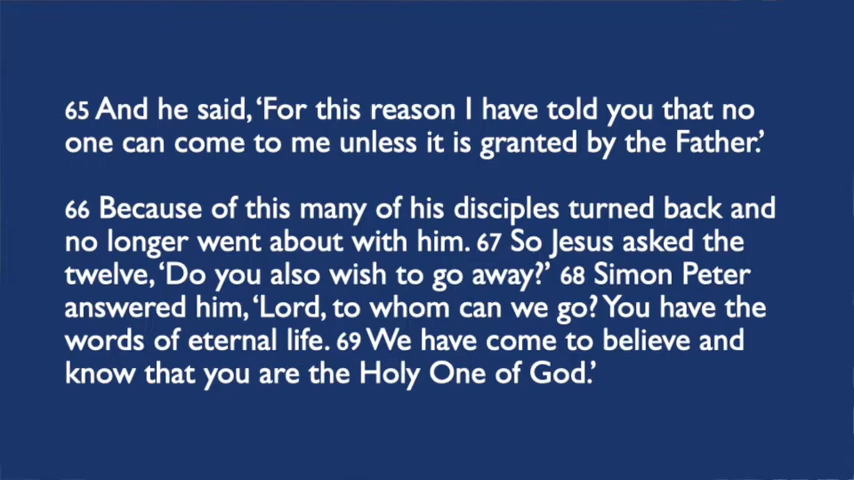 65 And he said, ‘For this reason I have told you that no
one can come to me unless it is granted by the Father.’
66 Because of this many of his disciples turned back and
no longer went about with him. 67 So Jesus asked the
twelve, ‘Do you also wish to go away?’ 68 Simon Peter
answered him, ‘Lord, to whom can we go? You have the
words of eternal life. 69 We have come to believe and
know that you are the Holy One of God.’